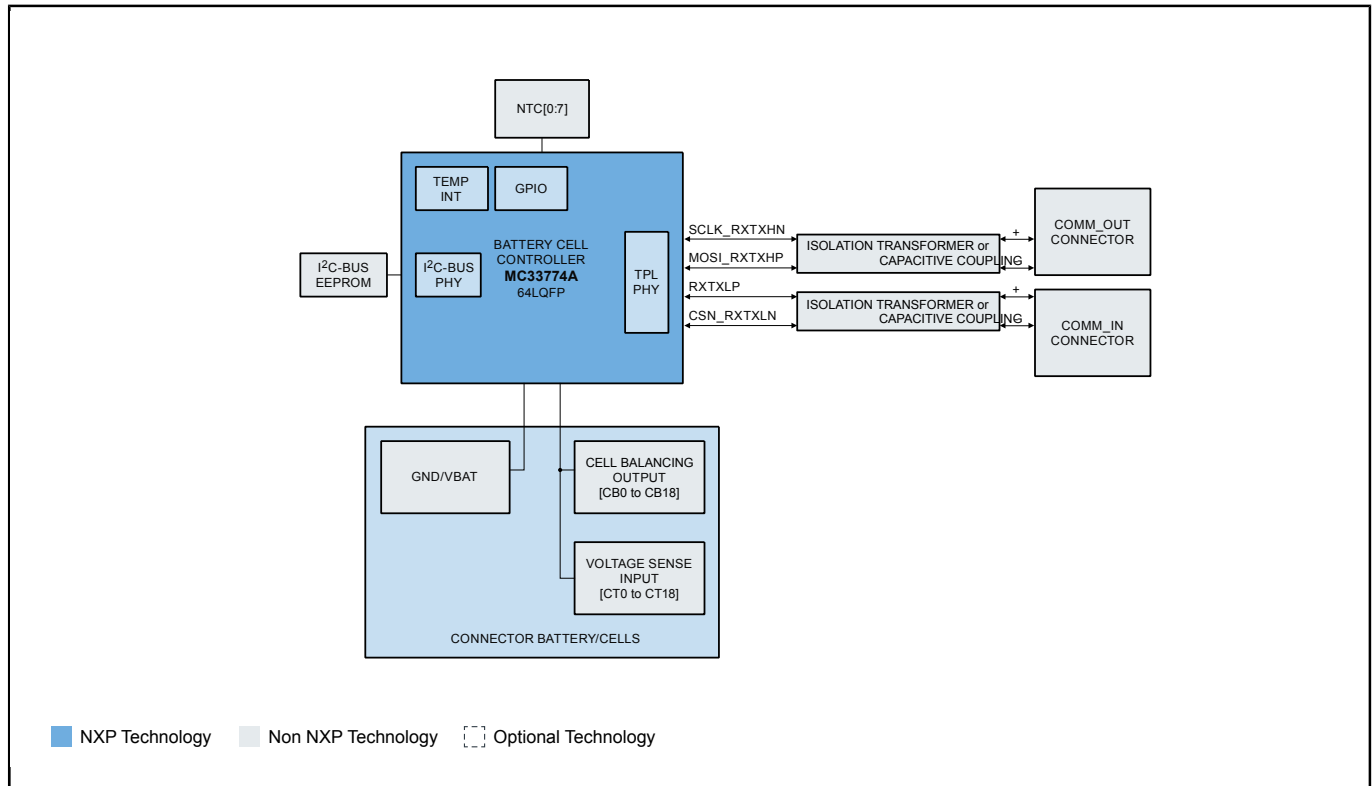 NTC[0:7]
TEMP
INT
GPIO
BATTERY CELL
CONTROLLER
MC33774A
64LQFP
I²C-BUS
EEPROM
I²C-BUS
PHY
TPL
PHY
SCLK_RXTXHN
MOSI_RXTXHP
RXTXLP
CSN_RXTXLN
ISOLATION TRANSFORMER or
CAPACITIVE COUPLING
+
–
COMM_OUT
CONNECTOR
ISOLATION TRANSFORMER or
CAPACITIVE COUPLING
+
–
COMM_IN
CONNECTOR
GND/VBAT
CELL BALANCING
OUTPUT
[CB0 to CB18]
VOLTAGE SENSE
INPUT
[CT0 to CT18]
CONNECTOR BATTERY/CELLS
NXP Technology
Non NXP Technology
Optional Technology